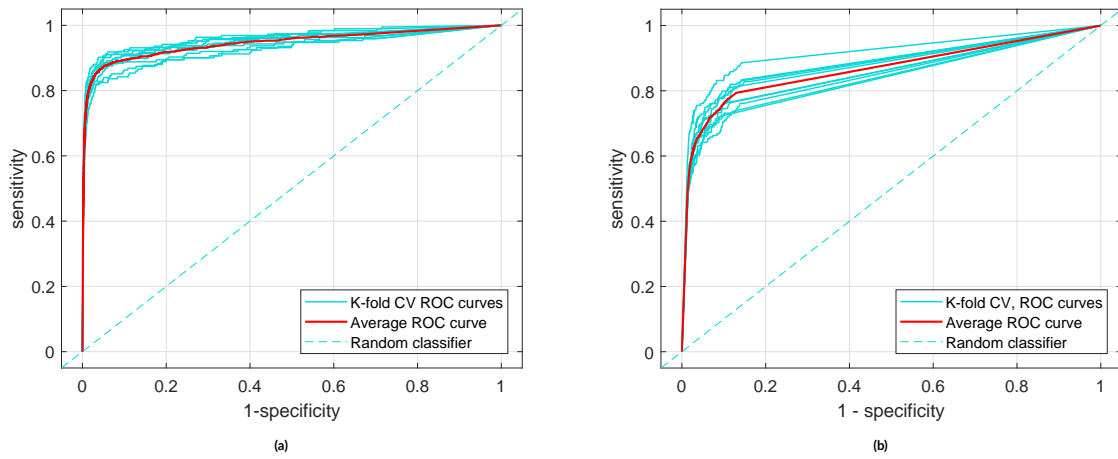 1
0.8
0.6
0.4
0.2
0
sensitivity
K-fold CV ROC curves
Average ROC curve
Random classifier
0 0.2 0.4 0.6 0.8 1
1-specificity
(a)
1
0.8
0.6
0.4
0.2
0
sensitivity
K-fold CV, ROC curves
Average ROC curve
Random classifier
0 0.2 0.4 0.6 0.8 1
1 - specificity
(b)